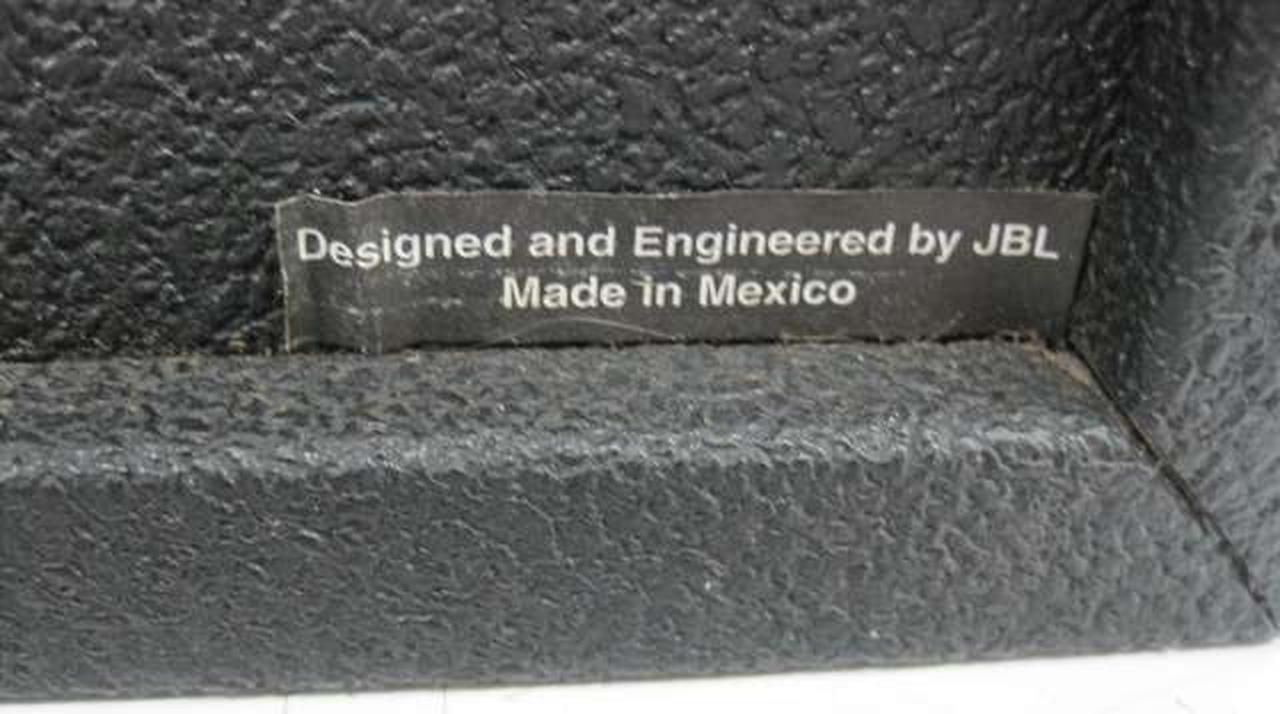 Designed and Engineered by JBL
Made in Mexico